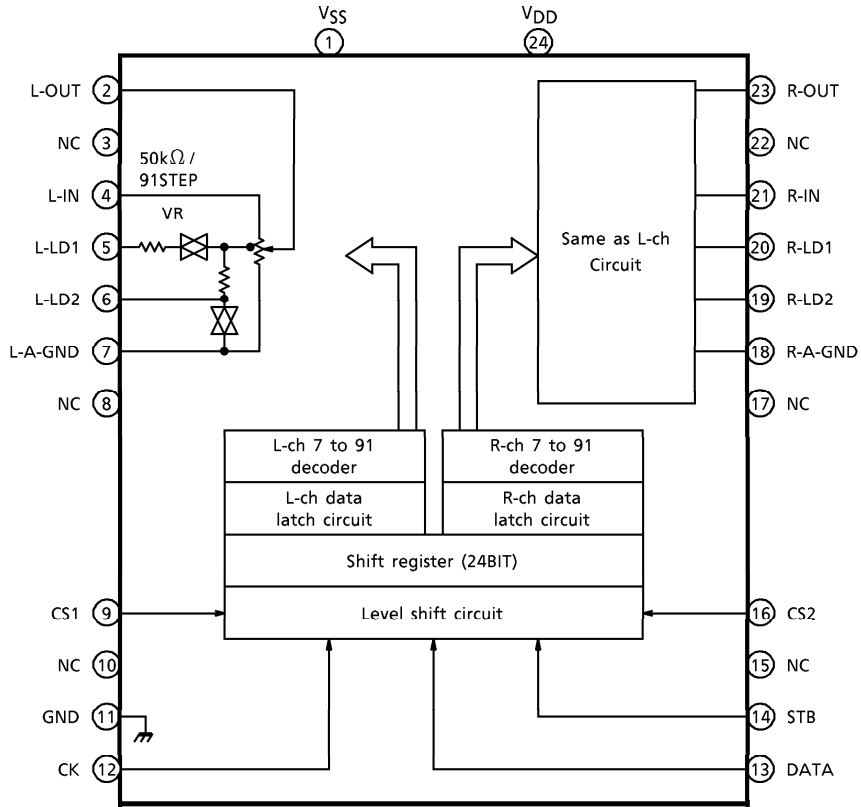 VSS
VDD
1
24
L-OUT 2
23 R-OUT
NC 3
22 NC
50kΩ /
91STEP
L-IN 4
21 R-IN
VR
L-LD1 5
20 R-LD1
Same as L-ch
Circuit
L-LD2 6
19 R-LD2
L-A-GND 7
18 R-A-GND
NC 8
17 NC
L-ch 7 to 91
decoder
R-ch 7 to 91
decoder
L-ch data
latch circuit
R-ch data
latch circuit
Shift register (24BIT)
CS1 9
Level shift circuit
16 CS2
NC 10
15 NC
GND 11
14 STB
CK 12
13 DATA